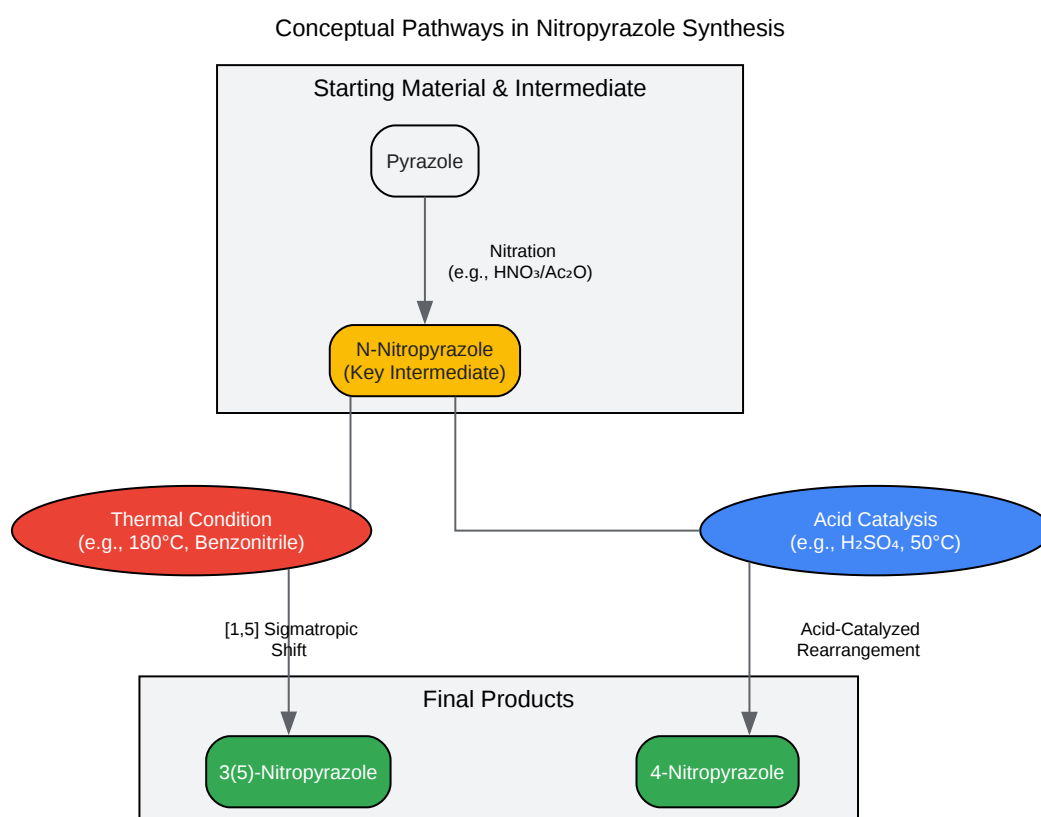 Conceptual Pathways in Nitropyrazole Synthesis
Starting Material & Intermediate
Pyrazole
Nitration
(e.g., HNO₃/Ac₂O)
N-Nitropyrazole
(Key Intermediate)
Thermal Condition
(e.g., 180°C, Benzonitrile)
Acid Catalysis
(e.g., H₂SO₄, 50°C)
[1,5] Sigmatropic
Shift
Acid-Catalyzed
Rearrangement
Final Products
3(5)-Nitropyrazole
4-Nitropyrazole